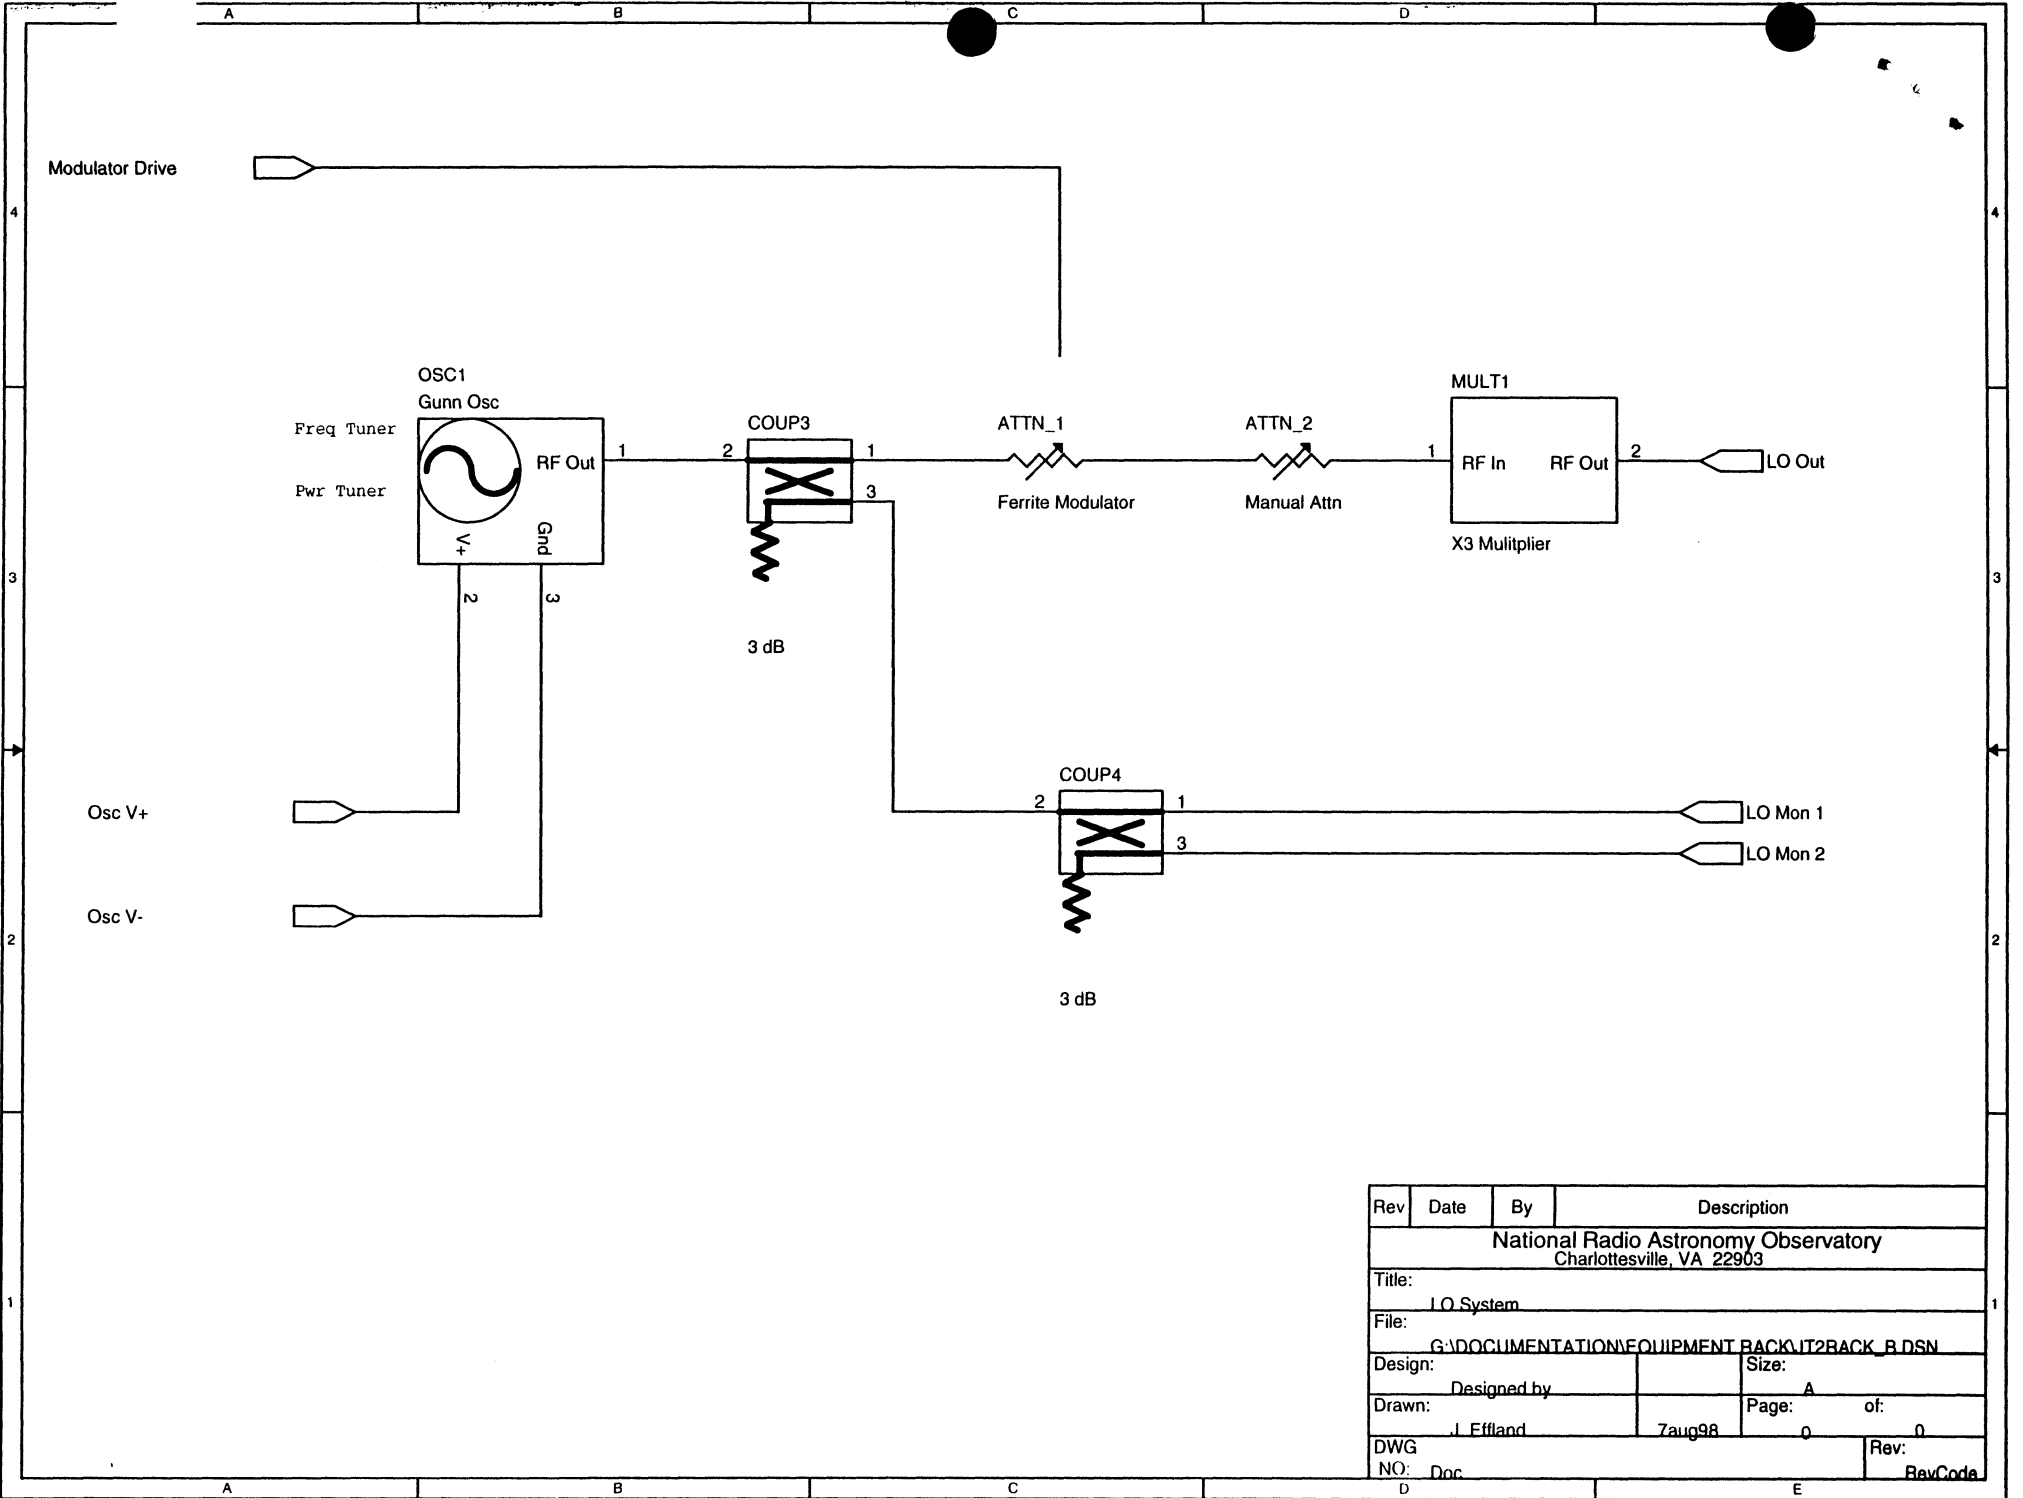 A B C D
Modulator Drive
4 4
OSC1
Gunn Osc
Freq Tuner
Pwr Tuner
RF Out
V+
Gnd
1
2
3
COUP3
2 1
3
3 dB
ATTN_1
Ferrite Modulator
ATTN_2
Manual Attn
MULT1
1 RF In RF Out 2
X3 Mulitplier
LO Out
3 3
COUP4
2 1
3
3 dB
LO Mon 1
LO Mon 2
Osc V+
Osc V-
2 2
Rev Date By Description
National Radio Astronomy Observatory
Charlottesville, VA 22903
Title:
LO System
File:
G:\DOCUMENTATION\EQUIPMENT RACK\JT2RACK_B.DSN
Design:
Designed by
Size:
A
Drawn:
J. Effland 7aug98
Page: of:
0 0
DWG
NO: Doc
Rev:
RevCode
1 1
A B C D E